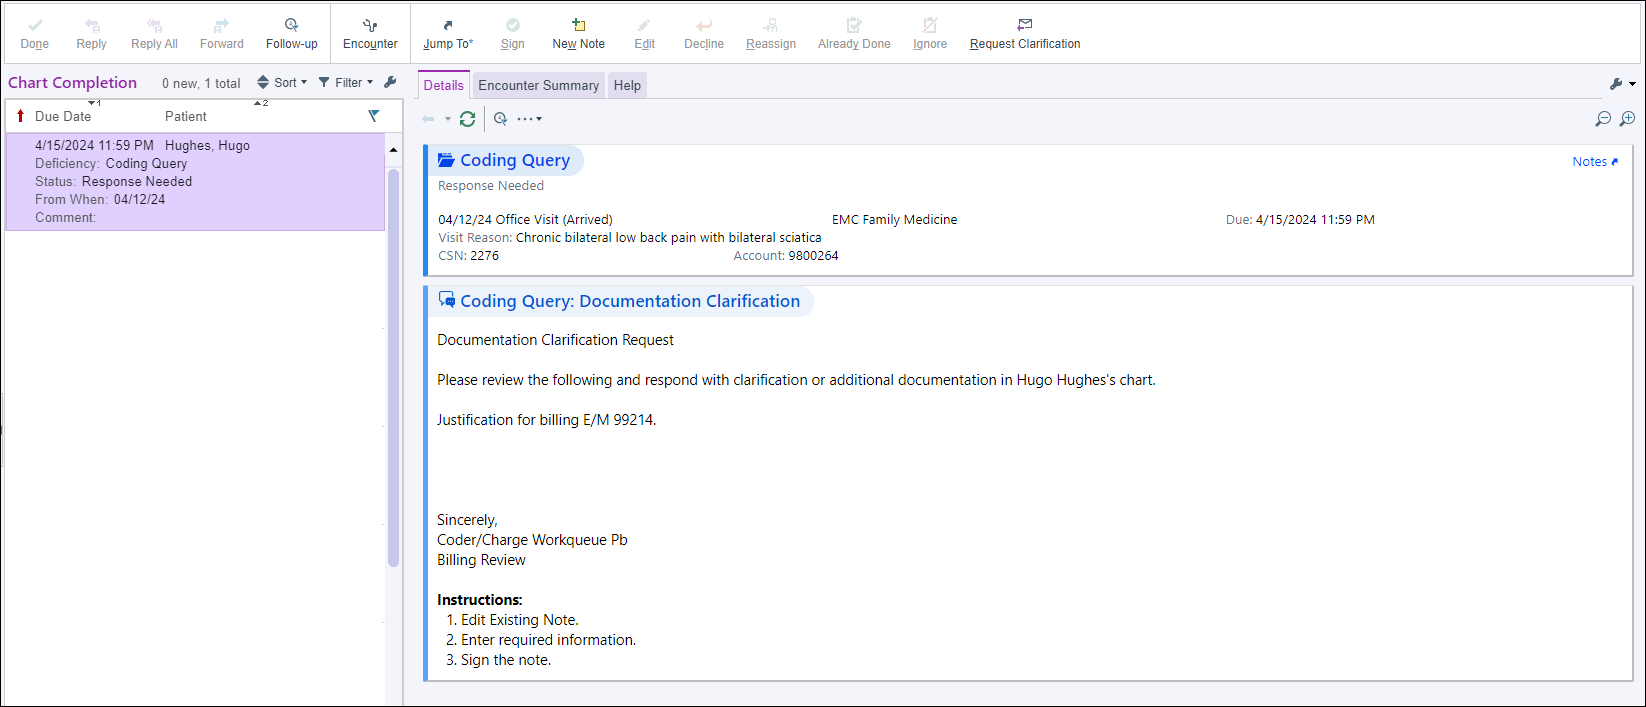 Done Reply Reply All Forward Follow-up Encounter Jump To* Sign New Note Edit Decline Reassign Already Done Ignore Request Clarification
Chart Completion 0 new, 1 total Sort Filter
Details Encounter Summary Help
1 2
Due Date Patient
4/15/2024 11:59 PM Hughes, Hugo
Deficiency: Coding Query
Status: Response Needed
From When: 04/12/24
Comment:
Coding Query Notes
Response Needed
04/12/24 Office Visit (Arrived) EMC Family Medicine Due: 4/15/2024 11:59 PM
Visit Reason: Chronic bilateral low back pain with bilateral sciatica
CSN: 2276 Account: 9800264
Coding Query: Documentation Clarification
Documentation Clarification Request
Please review the following and respond with clarification or additional documentation in Hugo Hughes's chart.
Justification for billing E/M 99214.
Sincerely,
Coder/Charge Workqueue Pb
Billing Review
Instructions:
1. Edit Existing Note.
2. Enter required information.
3. Sign the note.